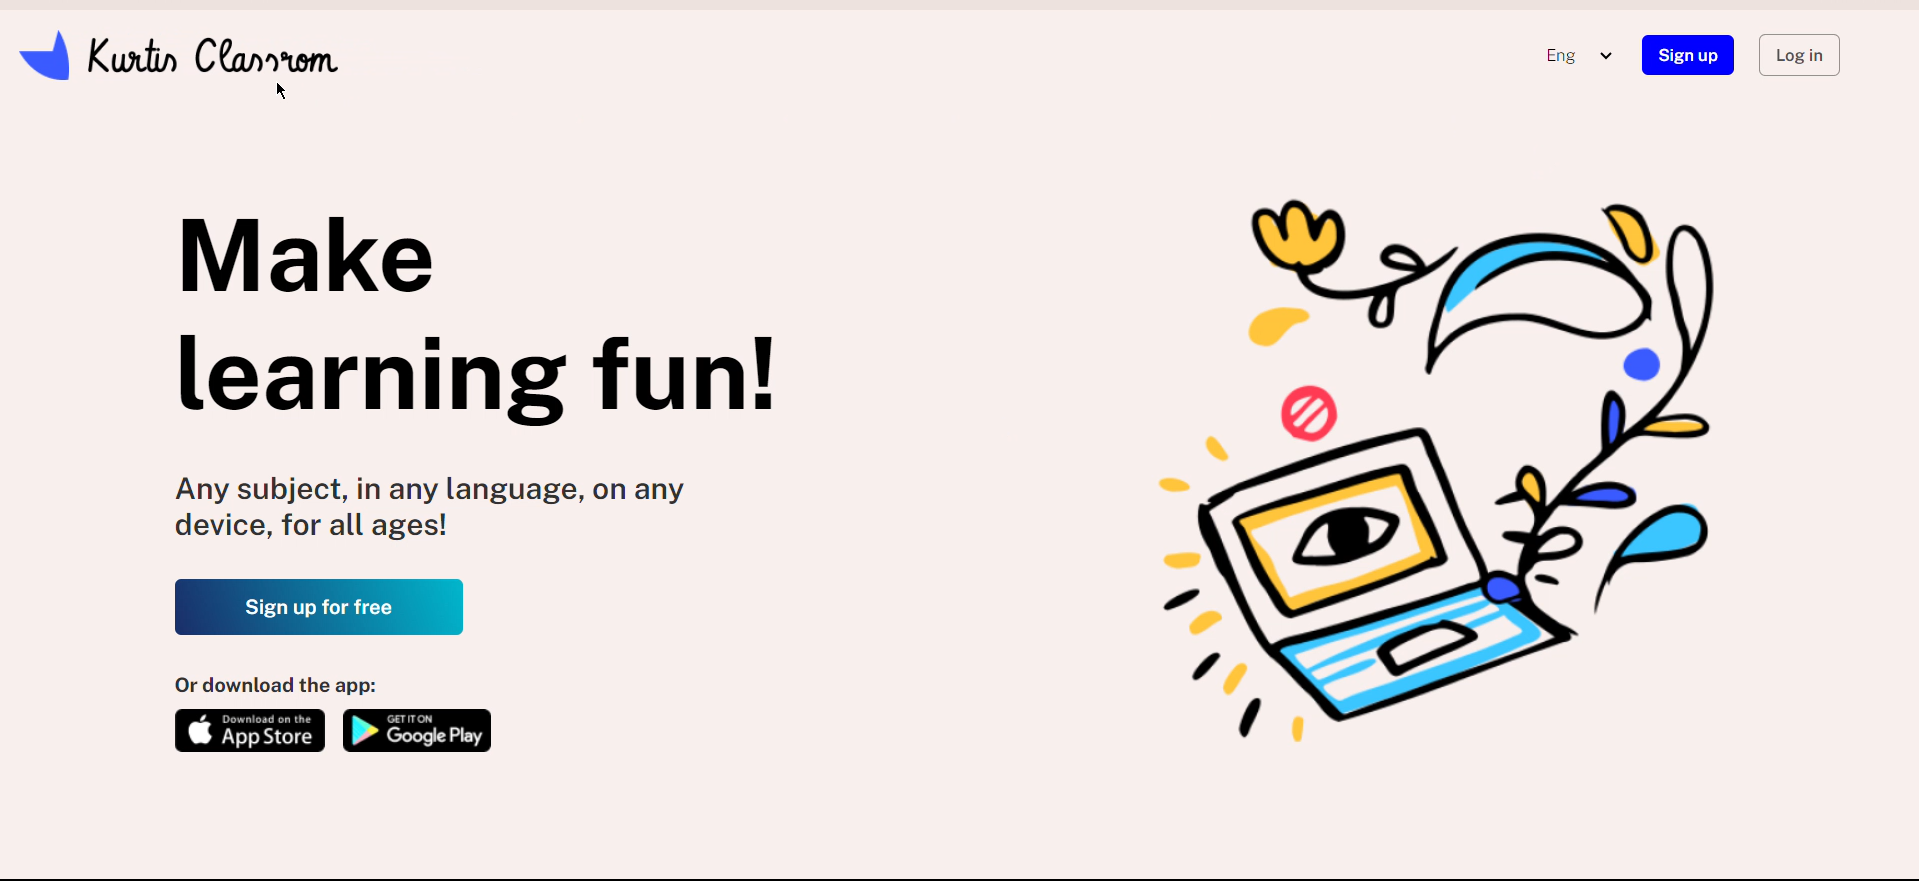 Kurtis Classrom
Eng
Sign up
Log in
Make
learning fun!
Any subject, in any language, on any
device, for all ages!
Sign up for free
Or download the app:
Download on the
App Store
GET IT ON
Google Play